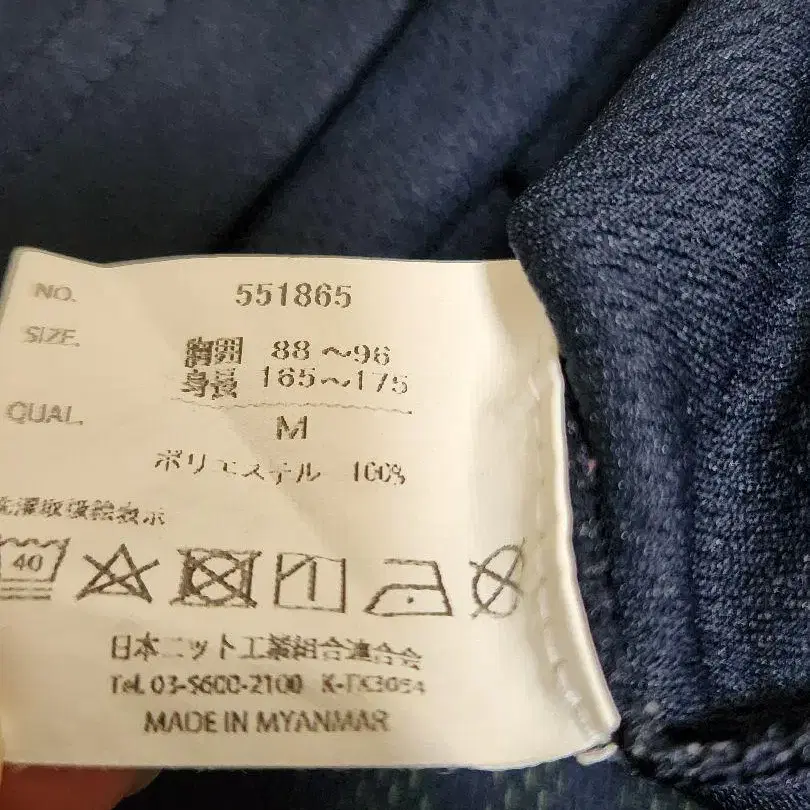 NO. 551865
SIZE. 胸囲 88～96
身長 165～175
M
QUAL. ポリエステル 100%
洗濯取扱絵表示
40
日本ニット工業組合連合会
TeL 03-5600-2100 K-TK3054
MADE IN MYANMAR